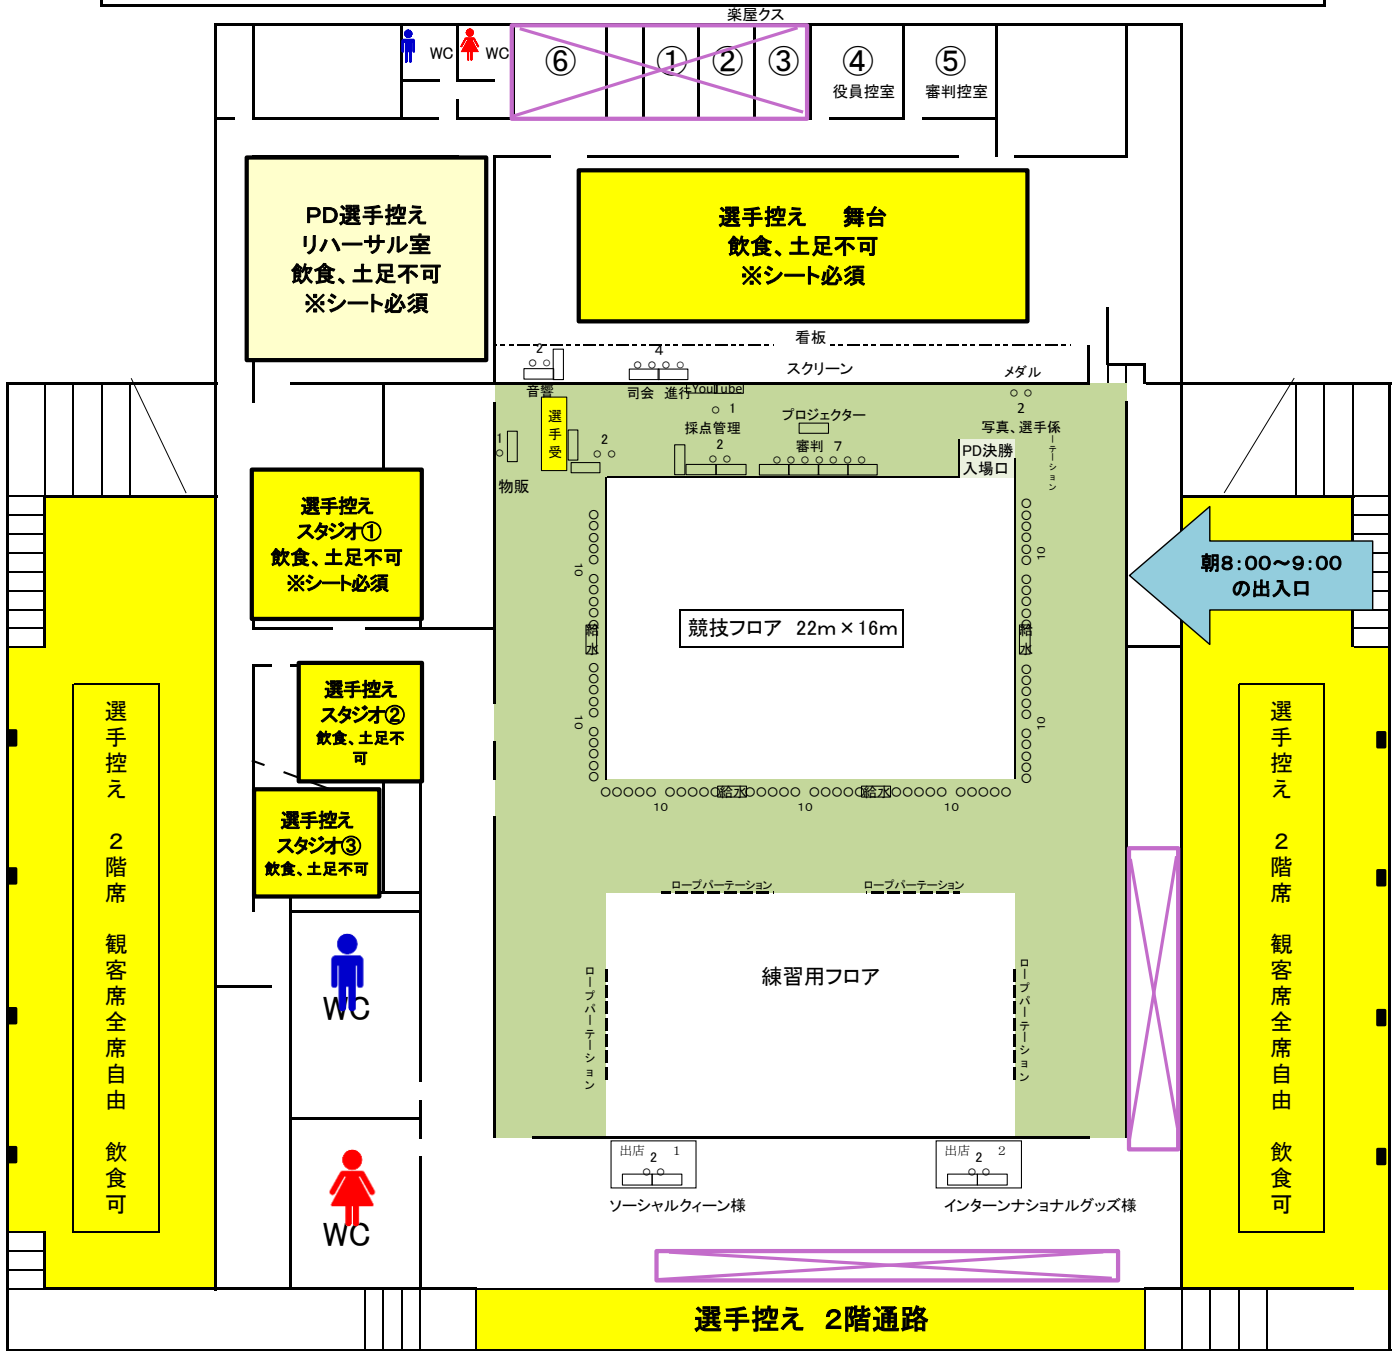 楽屋クス
WC
WC
⑥
①
②
③
④
役員控室
⑤
審判控室
PD選手控え
リハーサル室
飲食、土足不可
※シート必須
選手控え　舞台
飲食、土足不可
※シート必須
看板
スクリーン
2
音響
4
司会　進行
YouTube
1
採点管理
2
プロジェクター
審判　7
メダル
2
写真、選手係
PD決勝
入場口
ーテーション
選手受
2
1
物販
選手控え
スタジオ①
飲食、土足不可
※シート必須
朝8:00～9:00
の出入口
競技フロア　22m×16m
10
給水
10
10
給水
10
給水
給水
10
10
10
選手控え
スタジオ②
飲食、土足不
可
選手控え
スタジオ③
飲食、土足不可
選手控え　２階席　観客席全席自由　飲食可
選手控え　２階席　観客席全席自由　飲食可
ロープパーテーション
ロープパーテーション
ロープパーテーション
ロープパーテーション
練習用フロア
WC
WC
出店　1
2
ソーシャルクィーン様
出店　2
2
インターンナショナルグッズ様
選手控え　2階通路